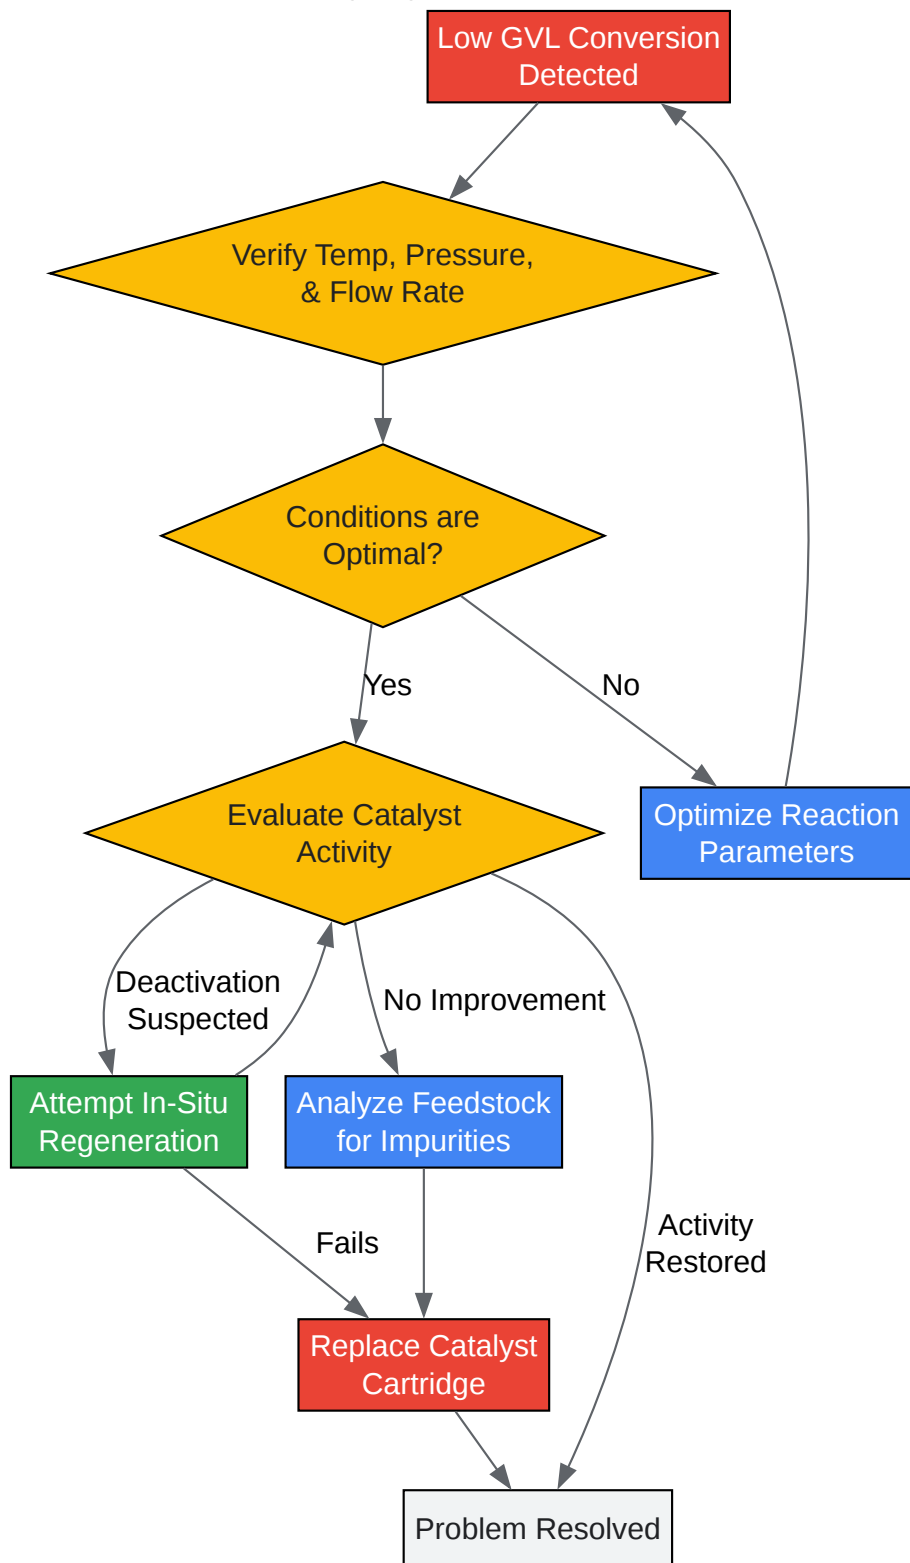 Low GVL Conversion
Detected
Verify Temp, Pressure,
& Flow Rate
Conditions are
Optimal?
Yes
No
Evaluate Catalyst
Activity
Optimize Reaction
Parameters
Deactivation
Suspected
No Improvement
Attempt In-Situ
Regeneration
Analyze Feedstock
for Impurities
Fails
Activity
Restored
Replace Catalyst
Cartridge
Problem Resolved